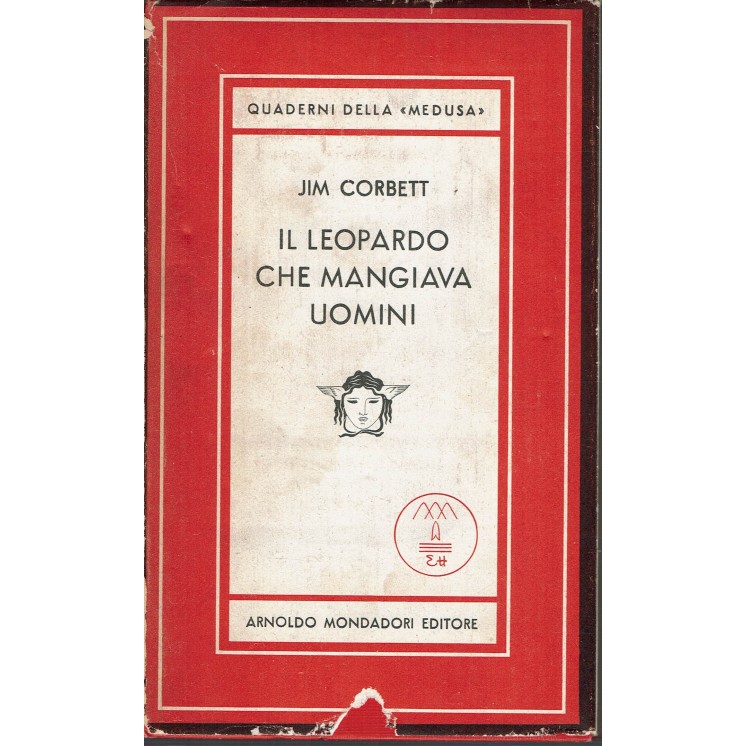 QUADERNI DELLA «MEDUSA»
JIM CORBETT
IL LEOPARDO
CHE MANGIAVA
UOMINI
ARNOLDO MONDADORI EDITORE